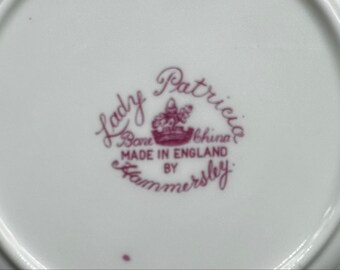 Lady Patricia
Bone China
MADE IN ENGLAND
BY
Hammersley.